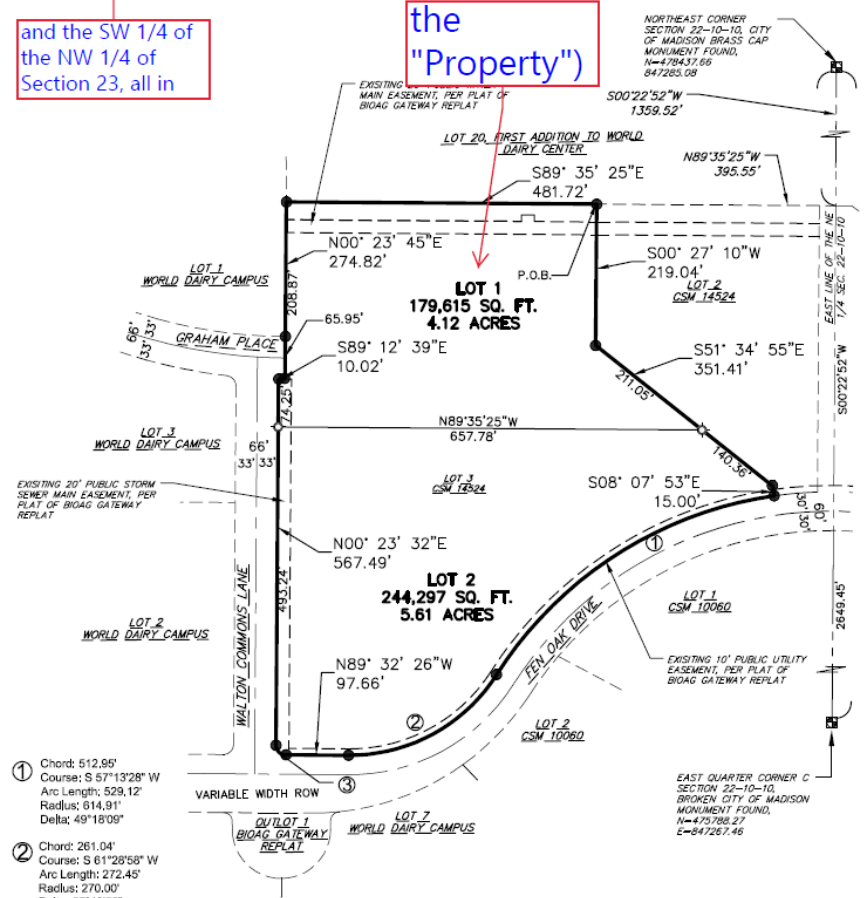 and the SW 1/4 of
the NW 1/4 of
Section 23, all in
the
"Property")
NORTHEAST CORNER
SECTION 22-10-10, CITY
OF MADISON BRASS CAP
MONUMENT FOUND,
N=478437.66
847285.08
EXISITING
MAIN EASEMENT, PER PLAT OF
BIOAG GATEWAY REPLAT
S00°22'52"W
1359.52'
LOT 20, FIRST ADDITION TO WORLD
DAIRY CENTER
N89°35'25"W
395.55'
S89° 35' 25"E
481.72'
N00° 23' 45"E
274.82'
208.87'
S00° 27' 10"W
219.04'
P.O.B.
LOT 1
WORLD DAIRY CAMPUS
LOT 1
179,615 SQ. FT.
4.12 ACRES
LOT 2
CSM 14524
EAST LINE OF THE NE
1/4 SEC. 22-10-10
66'
33' 33'
GRAHAM PLACE
65.95'
S89° 12' 39"E
10.02'
S51° 34' 55"E
351.41'
211.05'
S00°22'52"W
74.25'
N89°35'25"W
657.78'
LOT 3
WORLD DAIRY CAMPUS
66'
33' 33'
140.36'
LOT 3
CSM 14524
S08° 07' 53"E
15.00'
30' 30'
60'
EXISITING 20' PUBLIC STORM
SEWER MAIN EASEMENT, PER
PLAT OF BIOAG GATEWAY
REPLAT
N00° 23' 32"E
567.49'
493.24'
1
LOT 2
244,297 SQ. FT.
5.61 ACRES
LOT 1
CSM 10060
2649.45'
WALTON COMMONS LANE
LOT 2
WORLD DAIRY CAMPUS
FEN OAK DRIVE
EXISITING 10' PUBLIC UTILITY
EASEMENT, PER PLAT OF
BIOAG GATEWAY REPLAT
N89° 32' 26"W
97.66'
2
LOT 2
CSM 10060
3
VARIABLE WIDTH ROW
OUTLOT 1
BIOAG GATEWAY
REPLAT
LOT 7
WORLD DAIRY CAMPUS
EAST QUARTER CORNER C
SECTION 22-10-10,
BROKEN CITY OF MADISON
MONUMENT FOUND,
N=475788.27
E=847267.46
1 Chord: 512.95'
Course: S 57°13'28" W
Arc Length: 529.12'
Radius: 614.91'
Delta: 49°18'09"
2 Chord: 261.04'
Course: S 61°28'58" W
Arc Length: 272.45'
Radius: 270.00'